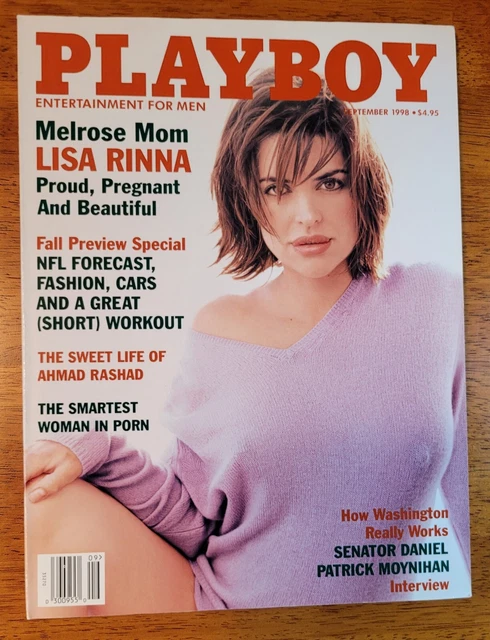 PLAYBOY
ENTERTAINMENT FOR MEN
SEPTEMBER 1998 • $4.95
Melrose Mom
LISA RINNA
Proud, Pregnant
And Beautiful
Fall Preview Special
NFL FORECAST,
FASHION, CARS
AND A GREAT
(SHORT) WORKOUT
THE SWEET LIFE OF
AHMAD RASHAD
THE SMARTEST
WOMAN IN PORN
How Washington
Really Works
SENATOR DANIEL
PATRICK MOYNIHAN
Interview
09>